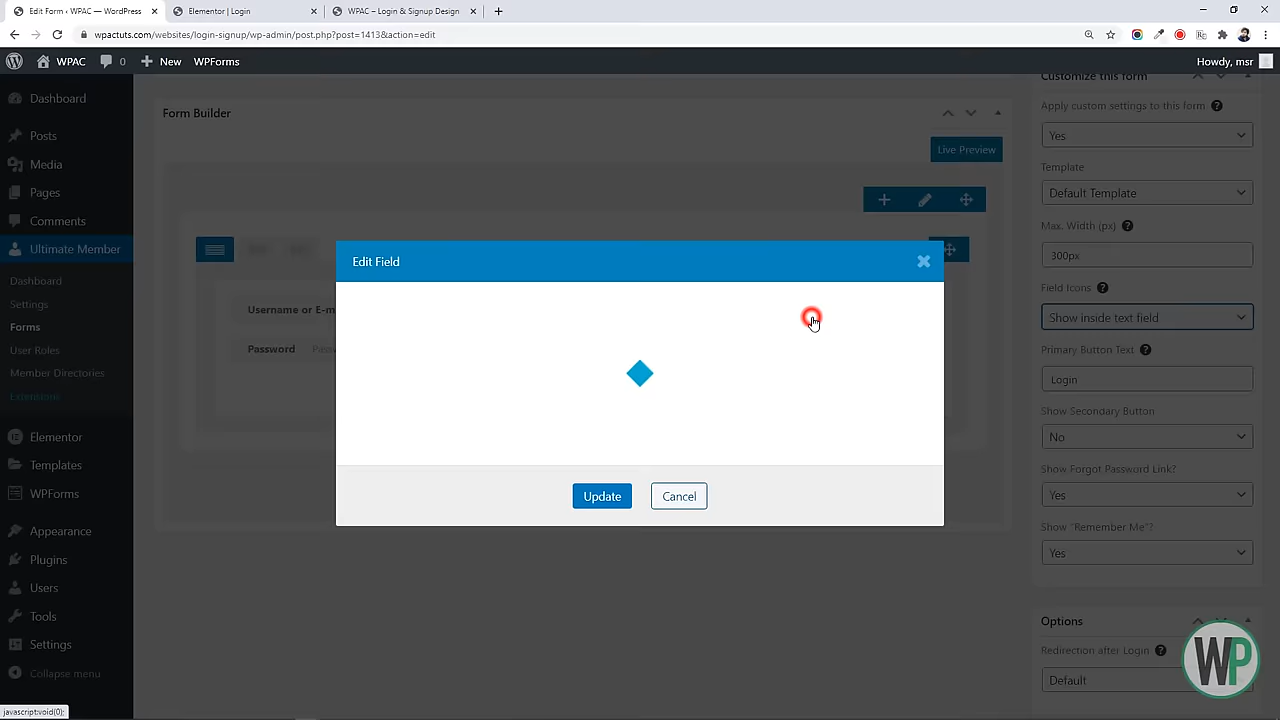 Edit Form ‹ WPAC — WordPress
Elementor | Login
WPAC – Login & Signup Design
wpactuts.com/websites/login-signup/wp-admin/post.php?post=1413&action=edit
WPAC
0
New
WPForms
Howdy, msr
Dashboard
Posts
Media
Pages
Comments
Ultimate Member
Dashboard
Settings
Forms
User Roles
Member Directories
Extensions
Elementor
Templates
WPForms
Appearance
Plugins
Users
Tools
Settings
Collapse menu
javascript:void(0);
Form Builder
Live Preview
Username or E-m
Password
Edit Field
Update
Cancel
Customize this form
Apply custom settings to this form
Yes
Template
Default Template
Max. Width (px)
300px
Field Icons
Show inside text field
Primary Button Text
Login
Show Secondary Button
No
Show Forgot Password Link?
Yes
Show "Remember Me"?
Yes
Options
Redirection after Login
Default
WP